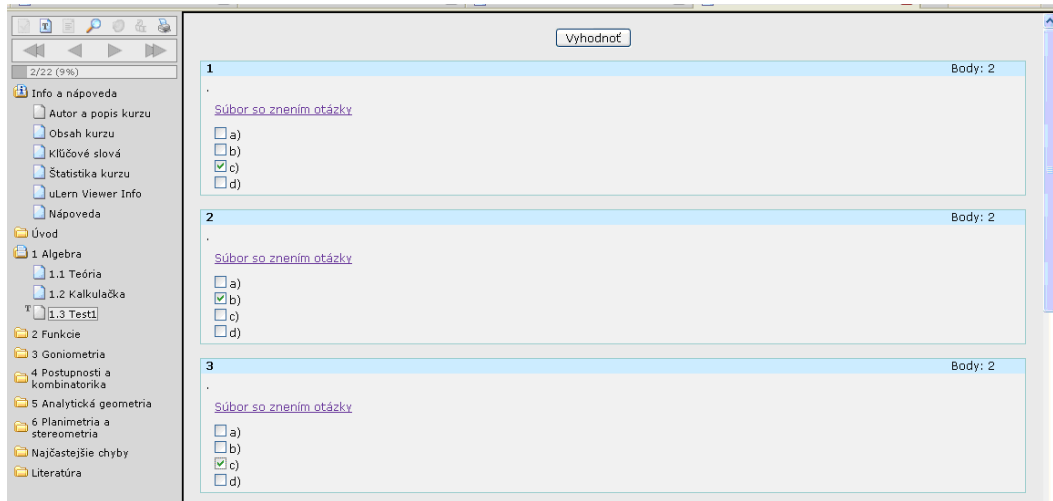 2/22 (9%)
Info a nápoveda
Autor a popis kurzu
Obsah kurzu
Kľúčové slová
Štatistika kurzu
uLern Viewer Info
Nápoveda
Úvod
1 Algebra
1.1 Teória
1.2 Kalkulačka
T 1.3 Test1
2 Funkcie
3 Goniometria
4 Postupnosti a
kombinatorika
5 Analytická geometria
6 Planimetria a
stereometria
Najčastejšie chyby
Literatúra
Vyhodnoť
1 Body: 2
.
Súbor so znením otázky
a)
b)
c)
d)
2 Body: 2
.
Súbor so znením otázky
a)
b)
c)
d)
3 Body: 2
.
Súbor so znením otázky
a)
b)
c)
d)